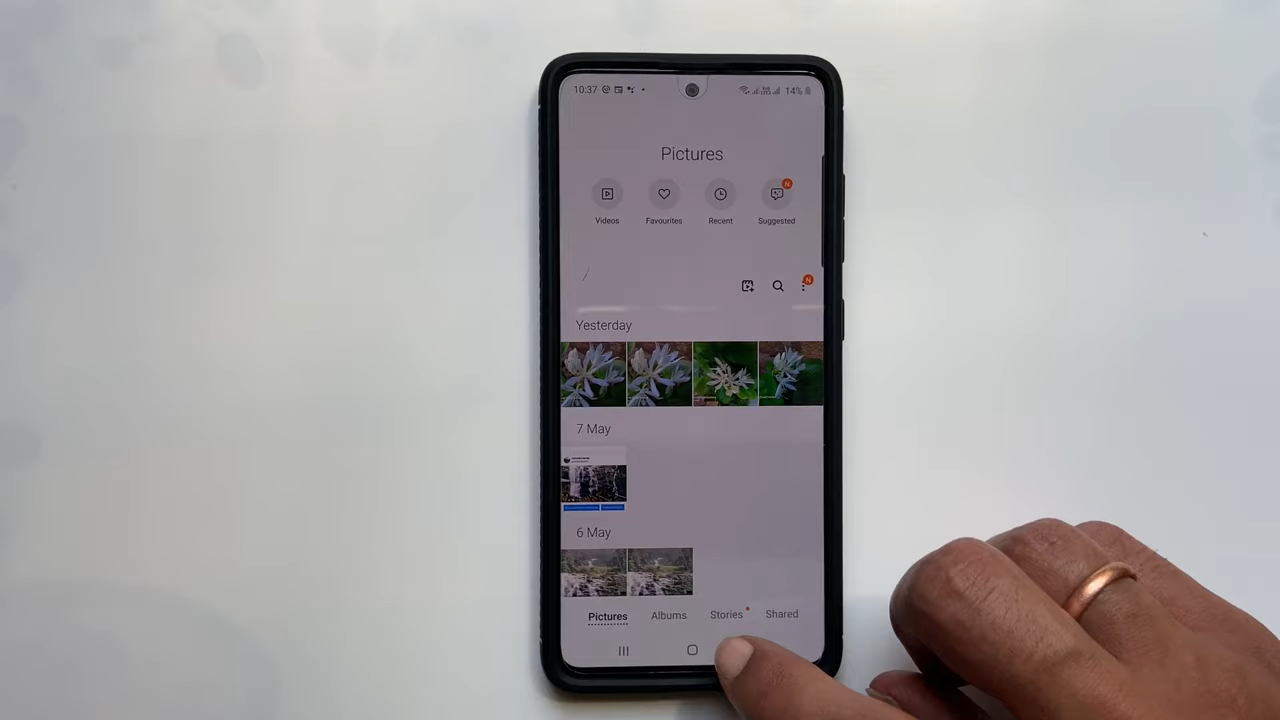 10:37 14%
Pictures
Videos Favourites Recent Suggested
N
N
Yesterday
7 May
6 May
Pictures Albums Stories Shared